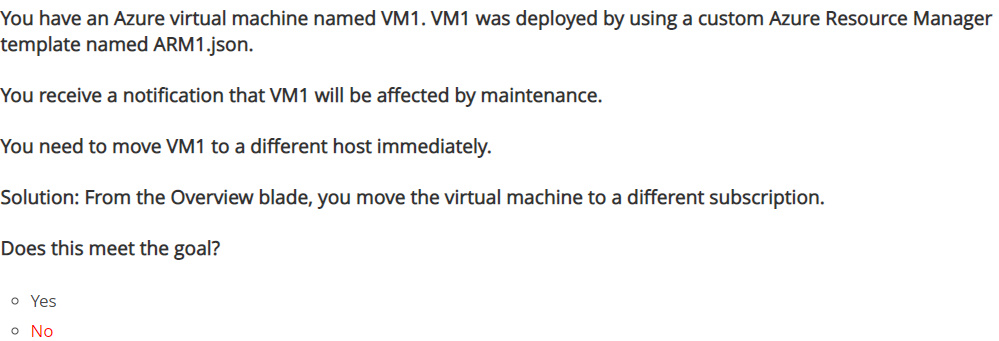 You have an Azure virtual machine named VM1. VM1 was deployed by using a custom Azure Resource Manager
template named ARM1.json.
You receive a notification that VM1 will be affected by maintenance.
You need to move VM1 to a different host immediately.
Solution: From the Overview blade, you move the virtual machine to a different subscription.
Does this meet the goal?
Yes
No